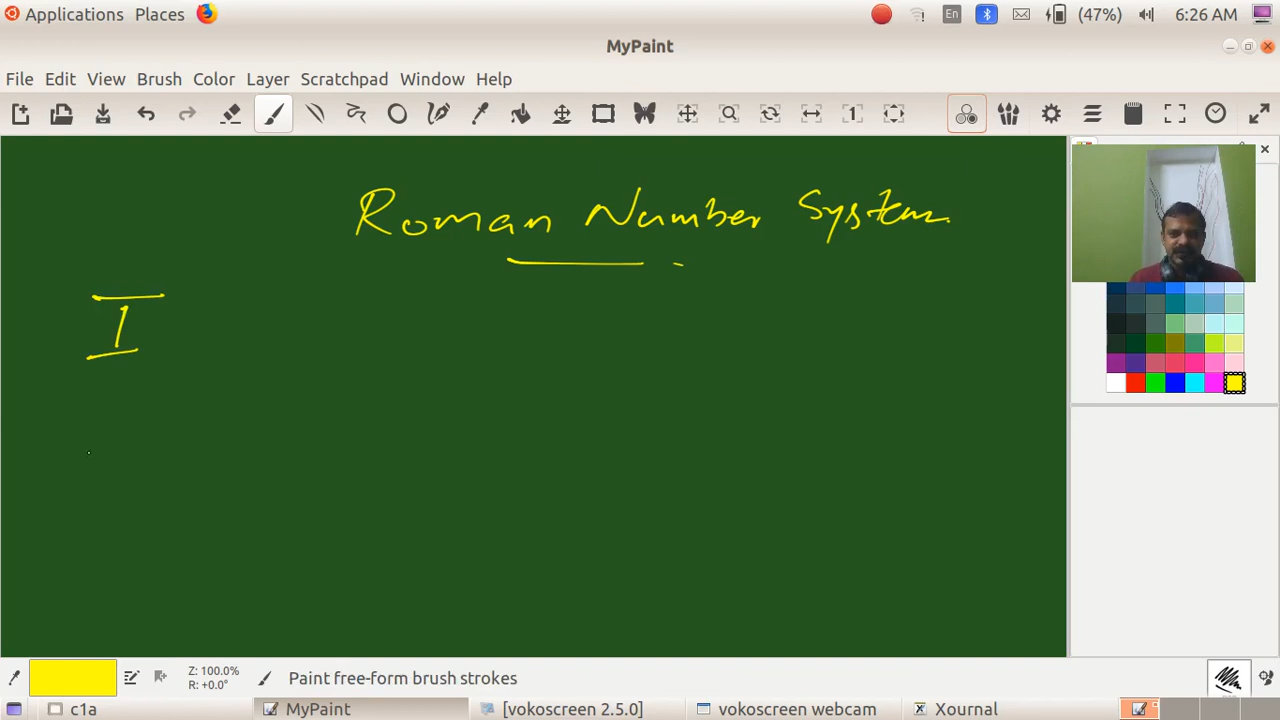 Applications Places En (47%) 6:26 AM
MyPaint
File Edit View Brush Color Layer Scratchpad Window Help
Roman Number System
I
Z: 100.0%
R: +0.0°
Paint free-form brush strokes
c1a MyPaint [vokoscreen 2.5.0] vokoscreen webcam Xournal